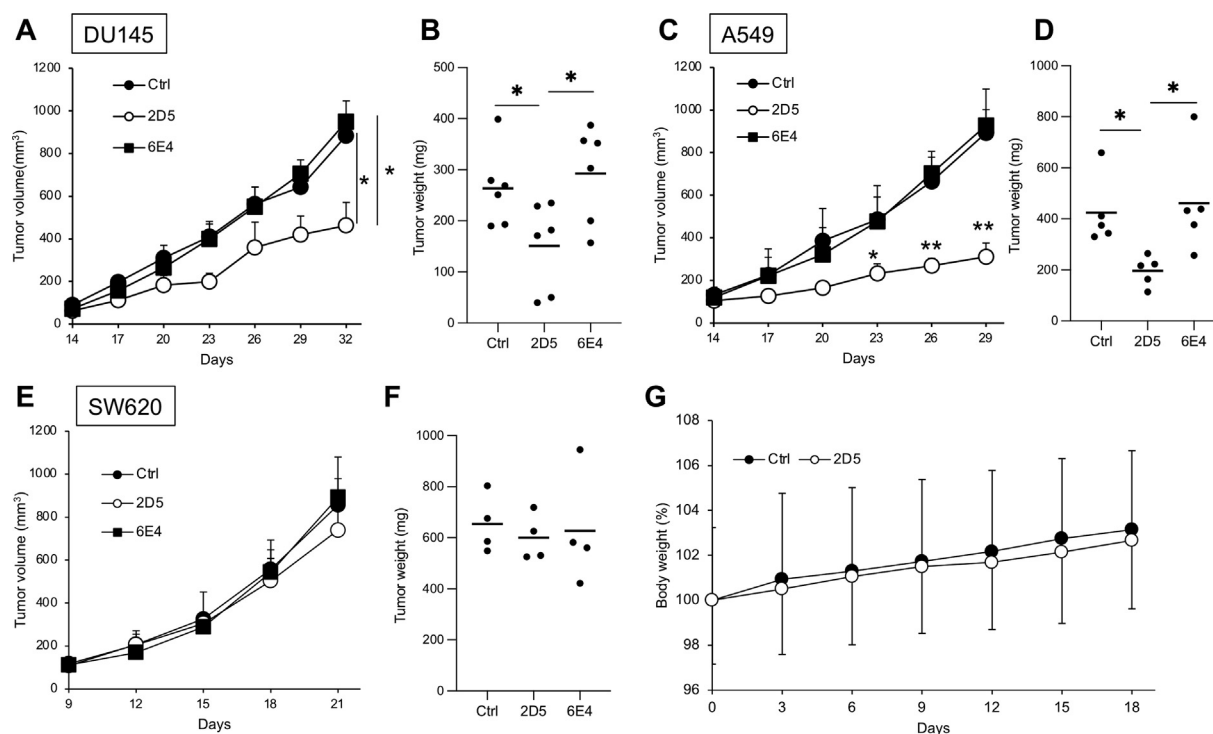 A
DU145
Tumor volume(mm³)
1200
1000
800
600
400
200
0
Ctrl
2D5
6E4
*
*
14 17 20 23 26 29 32
Days
B
Tumor weight (mg)
500
400
300
200
100
0
* *
Ctrl 2D5 6E4
C
A549
Tumor volume (mm³)
1200
1000
800
600
400
200
0
Ctrl
2D5
6E4
* ** **
14 17 20 23 26 29
Days
D
Tumor weight (mg)
1000
800
600
400
200
0
* *
Ctrl 2D5 6E4
E
SW620
Tumor volume (mm³)
1200
1000
800
600
400
200
0
Ctrl
2D5
6E4
9 12 15 18 21
Days
F
Tumor weight (mg)
1000
800
600
400
200
0
Ctrl 2D5 6E4
G
Body weight (%)
108
106
104
102
100
98
96
Ctrl 2D5
0 3 6 9 12 15 18
Days